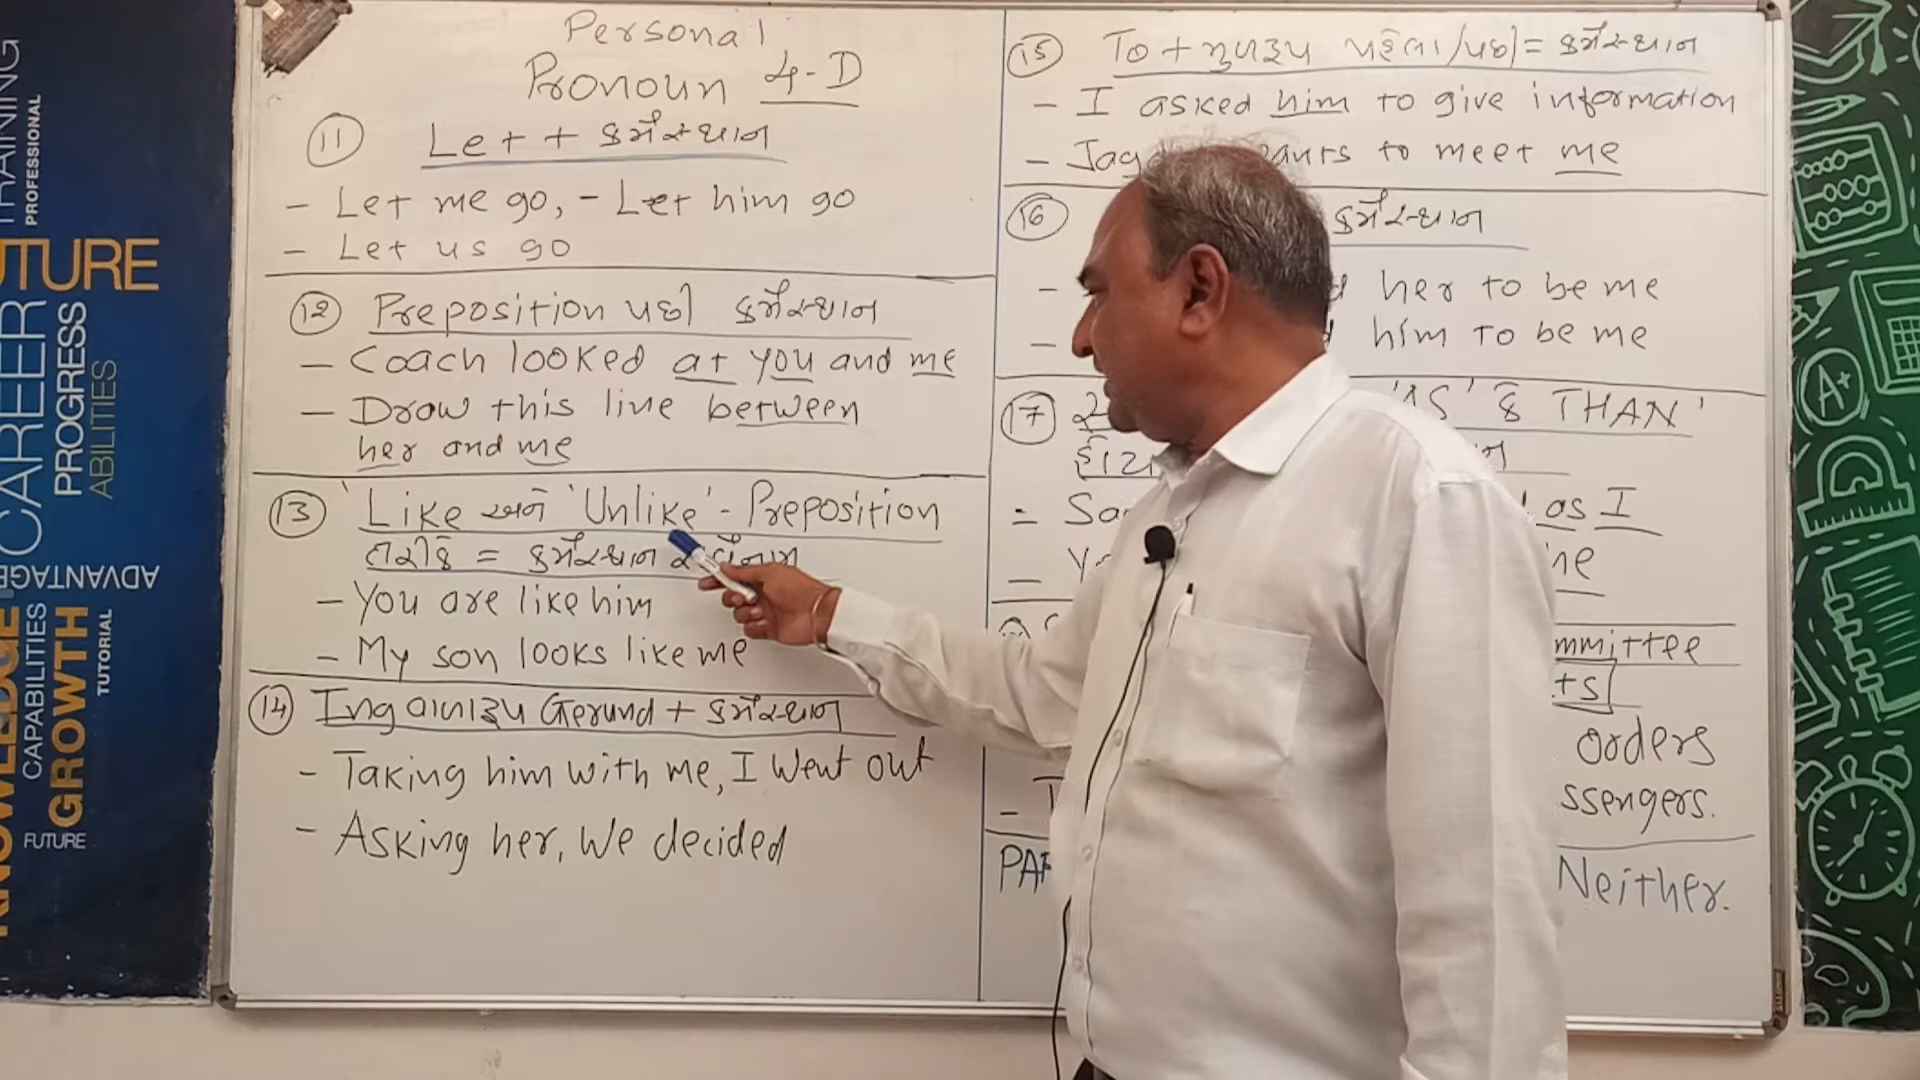 Personal
Pronoun 4-D
11 Let + કર્મસ્થાન
- Let me go, - Let him go
- Let us go
12 Preposition પછી કર્મસ્થાન
- Coach looked at you and me
- Draw this line between
her and me
13 'Like અને 'Unlike' - Preposition
તરીકે = કર્મસ્થાન
- You are like him
- My son looks like me
14 Ing વાળારૂપ Gerund + કર્મસ્થાન
- Taking him with me, I went out
- Asking her, We decided
15 To + મુળરૂપ પહેલા/પછી = કર્મસ્થાન
- I asked him to give information
- to meet me
16 કર્મસ્થાન
- her to be me
- him to be me
17 'AS' કે THAN'
as I
Orders
Neither.
TRAINING
PROFESSIONAL
FUTURE
CAREER
PROGRESS
ABILITIES
ADVANTAGE
KNOWLEDGE
CAPABILITIES
GROWTH
TUTORIAL
FUTURE
A+